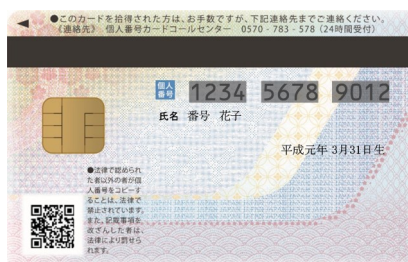 ●このカードを拾得された方は、お手数ですが、下記連絡先までご連絡ください。
《連絡先》 個人番号カードコールセンター 0570-783-578 (24時間受付)
個人
番号
1234 5678 9012
氏名 番号 花子
平成元年 3月31日生
●法律で認められ
た者以外の者が個
人番号をコピーす
ることは、法律で
禁止されています。
また、記載事項を
改ざんした者は、
法律により罰せら
れます。